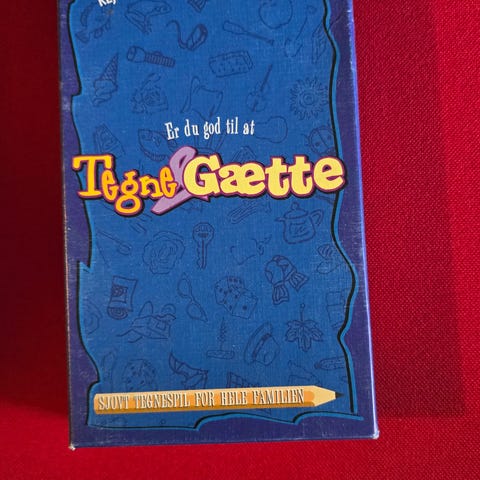 Er du god til at
Tegne & Gætte
SJOVT TEGNESPIL FOR HELE FAMILIEN